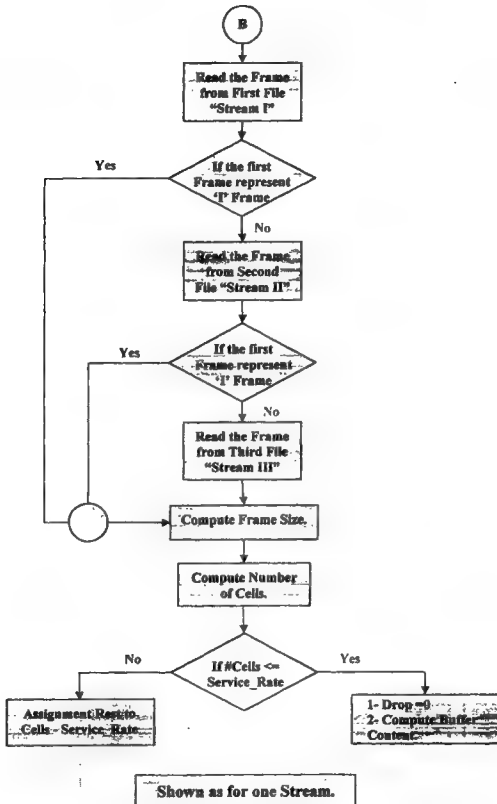 B
Read the Frame
from First File
“Stream I”
Yes
If the first
Frame represent
‘I’ Frame
No
Read the Frame
from Second
File “Stream II”
Yes
If the first
Frame represent
‘I’ Frame
No
Read the Frame
from Third File
“Stream III”
Compute Frame Size.
Compute Number
of Cells.
No
If #Cells <=
Service_Rate
Yes
Assignment Rest to
Cells - Service_Rate
1- Drop =0
2- Compute Buffer
Content.
Shown as for one Stream.